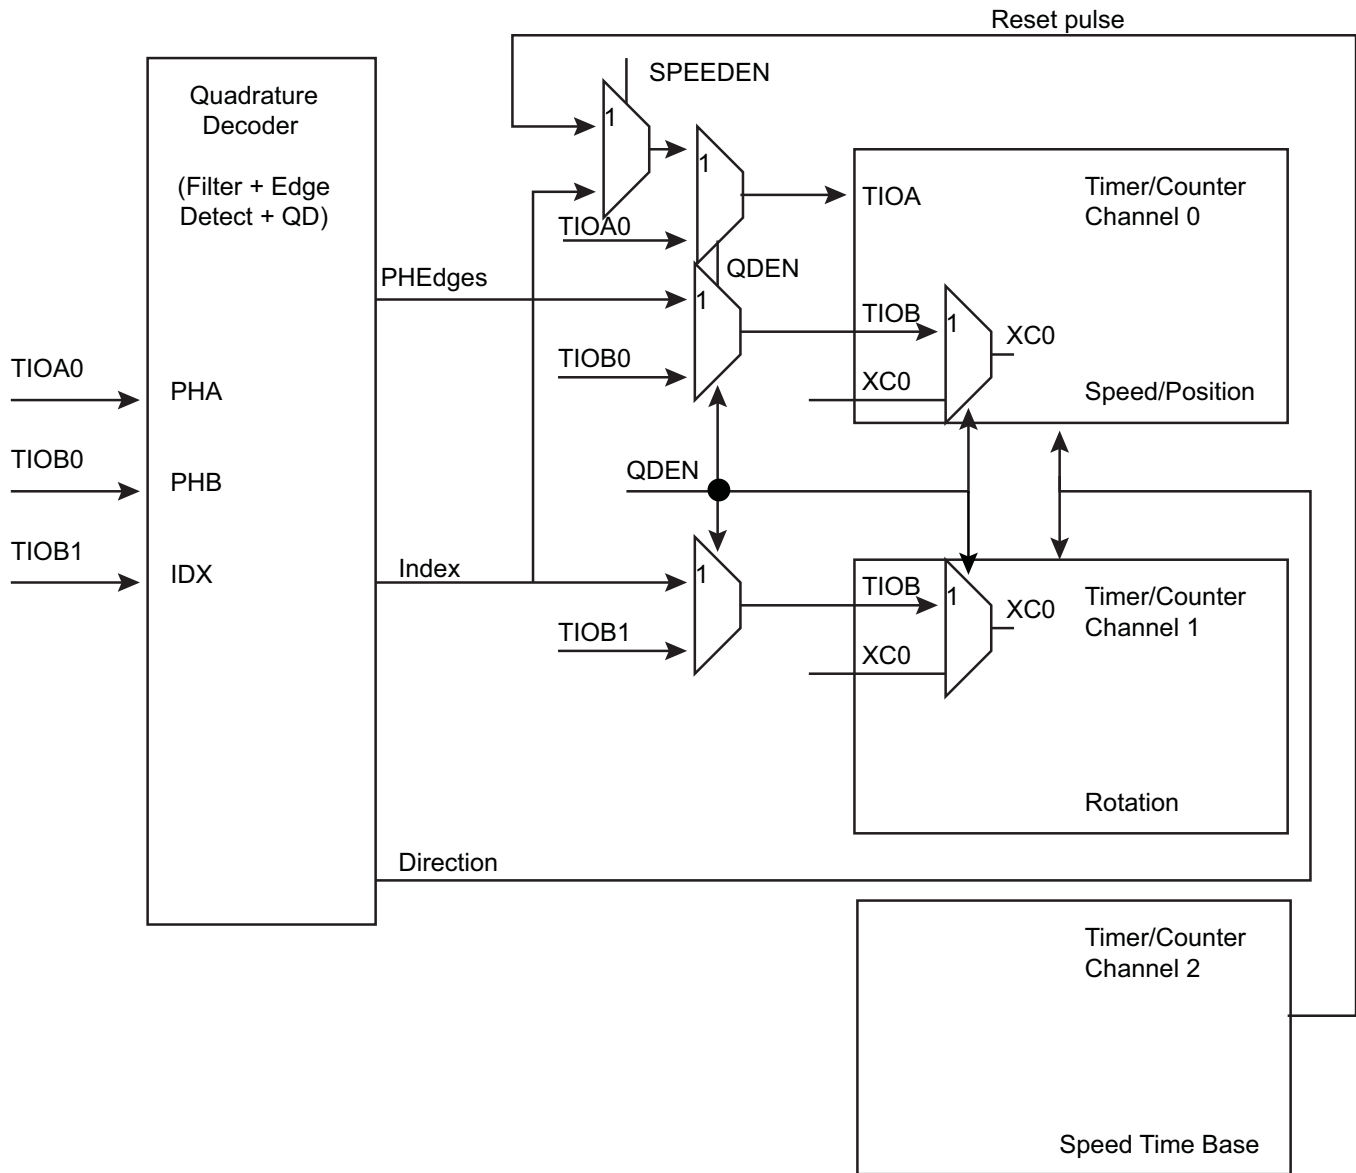 Reset pulse
SPEEDEN
Quadrature
Decoder
(Filter + Edge
Detect + QD)
1
1
TIOA
Timer/Counter
Channel 0
TIOA0
QDEN
PHEdges
1
TIOB
1
XC0
TIOB0
XC0
Speed/Position
TIOA0
PHA
TIOB0
PHB
QDEN
TIOB1
IDX
Index
1
TIOB
1
XC0
Timer/Counter
Channel 1
TIOB1
XC0
Rotation
Direction
Timer/Counter
Channel 2
Speed Time Base